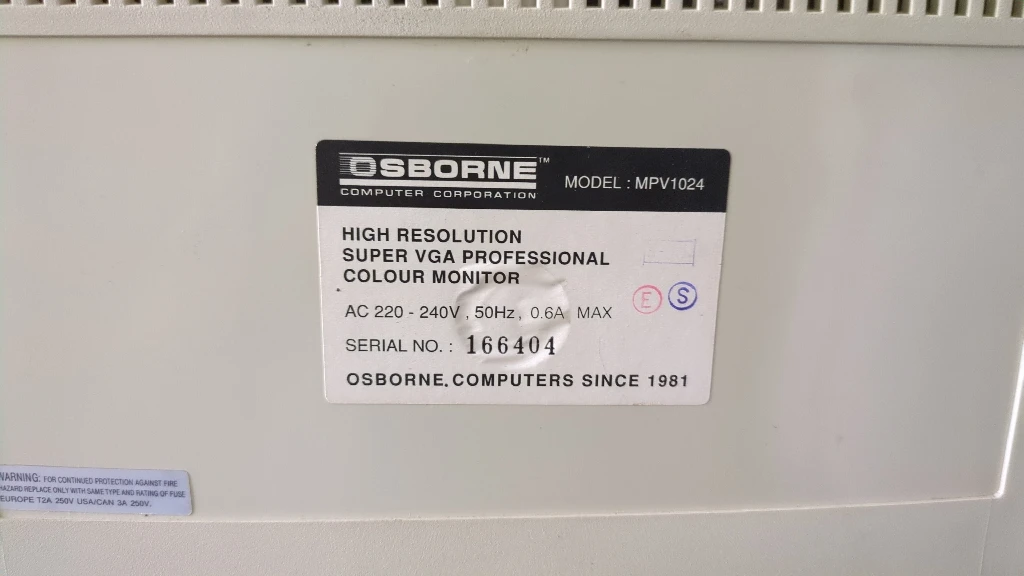 OSBORNE™
COMPUTER CORPORATION
MODEL : MPV1024
HIGH RESOLUTION
SUPER VGA PROFESSIONAL
COLOUR MONITOR
E S
AC 220 - 240V , 50Hz , 0.6A MAX
SERIAL NO. : 166404
OSBORNE. COMPUTERS SINCE 1981
WARNING: FOR CONTINUED PROTECTION AGAINST FIRE
HAZARD REPLACE ONLY WITH SAME TYPE AND RATING OF FUSE
EUROPE T2A 250V USA/CAN 3A 250V.